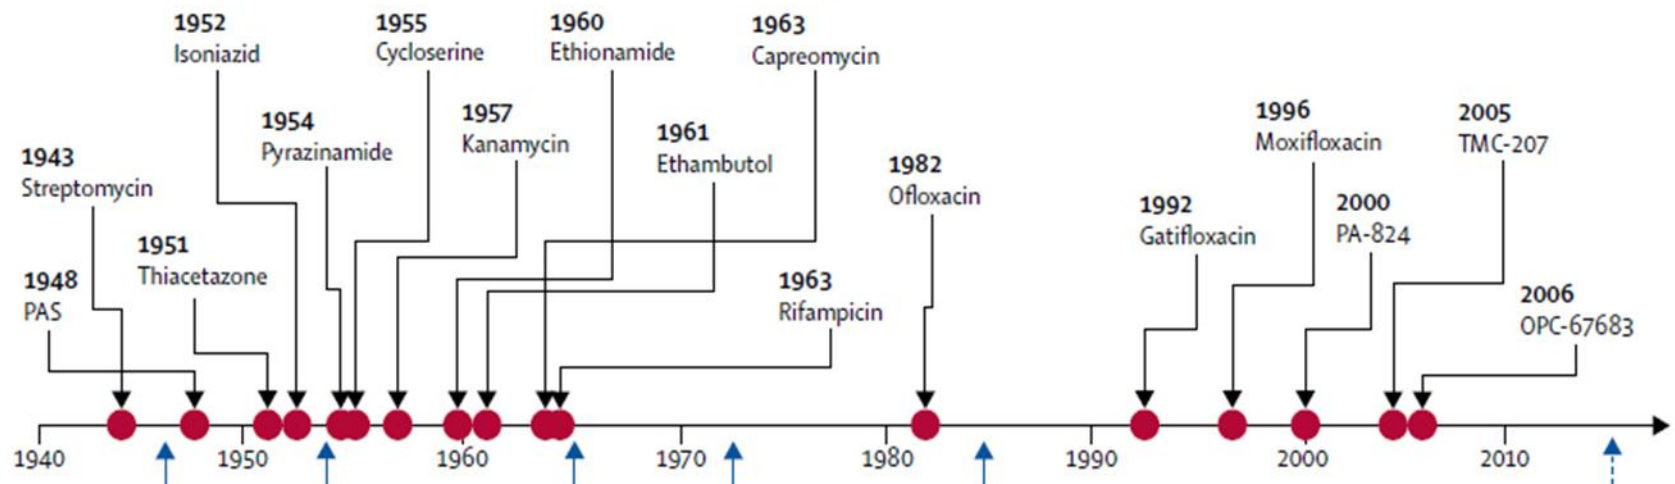 1952
Isoniazid
1955
Cycloserine
1960
Ethionamide
1963
Capreomycin
1954
Pyrazinamide
1957
Kanamycin
1961
Ethambutol
1996
Moxifloxacin
2005
TMC-207
1943
Streptomycin
1982
Ofloxacin
1992
Gatifloxacin
2000
PA-824
1951
Thiacetazone
1948
PAS
1963
Rifampicin
2006
OPC-67683
1940 1950 1960 1970 1980 1990 2000 2010